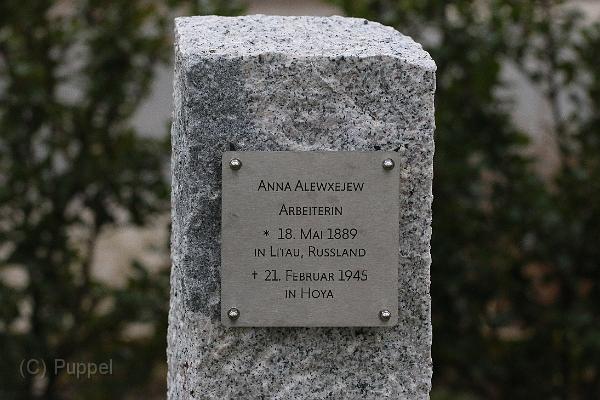 Anna Alewxejew
Arbeiterin
* 18. Mai 1889
in Litau, Russland
† 21. Februar 1945
in Hoya
(C) Puppel